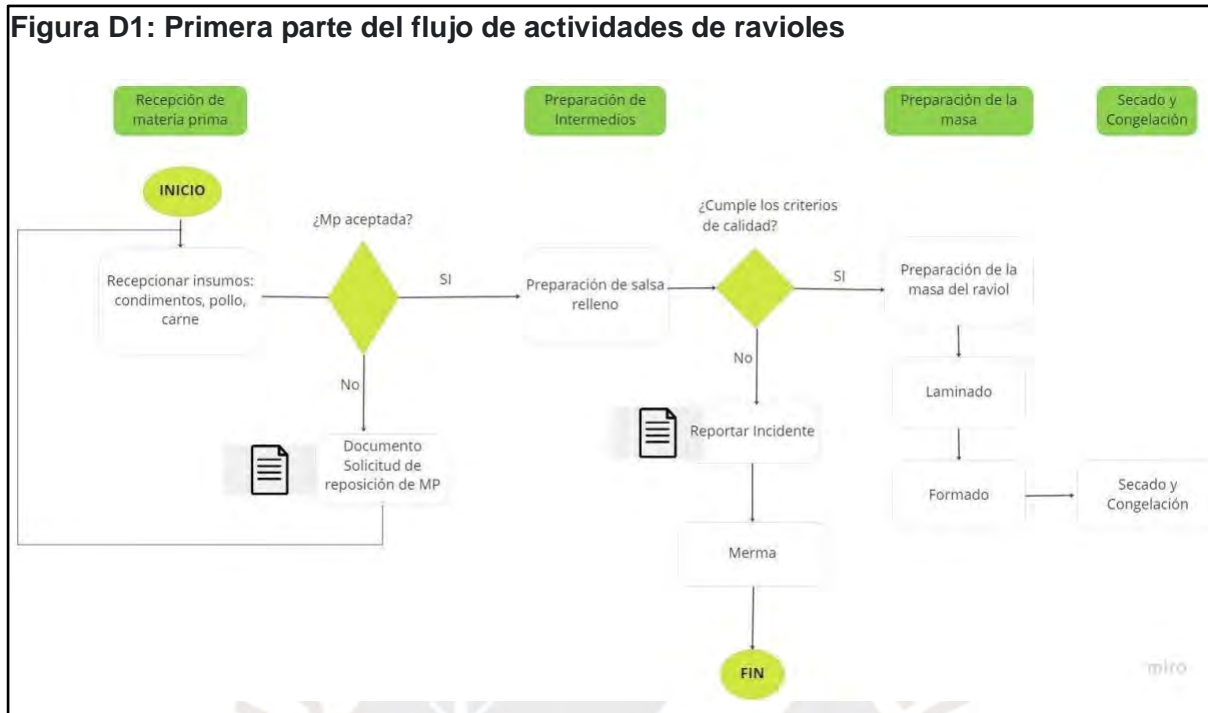 Figura D1: Primera parte del flujo de actividades de ravioles
Recepción de
materia prima
Preparación de
Intermedios
Preparación de la
masa
Secado y
Congelación
INICIO
¿Mp aceptada?
¿Cumple los criterios
de calidad?
Recepcionar insumos:
condimentos, pollo,
carne
SI
Preparación de salsa
relleno
SI
Preparación de la
masa del raviol
No
No
Laminado
Documento
Solicitud de
reposición de MP
Reportar Incidente
Formado
Secado y
Congelación
Merma
FIN
miro